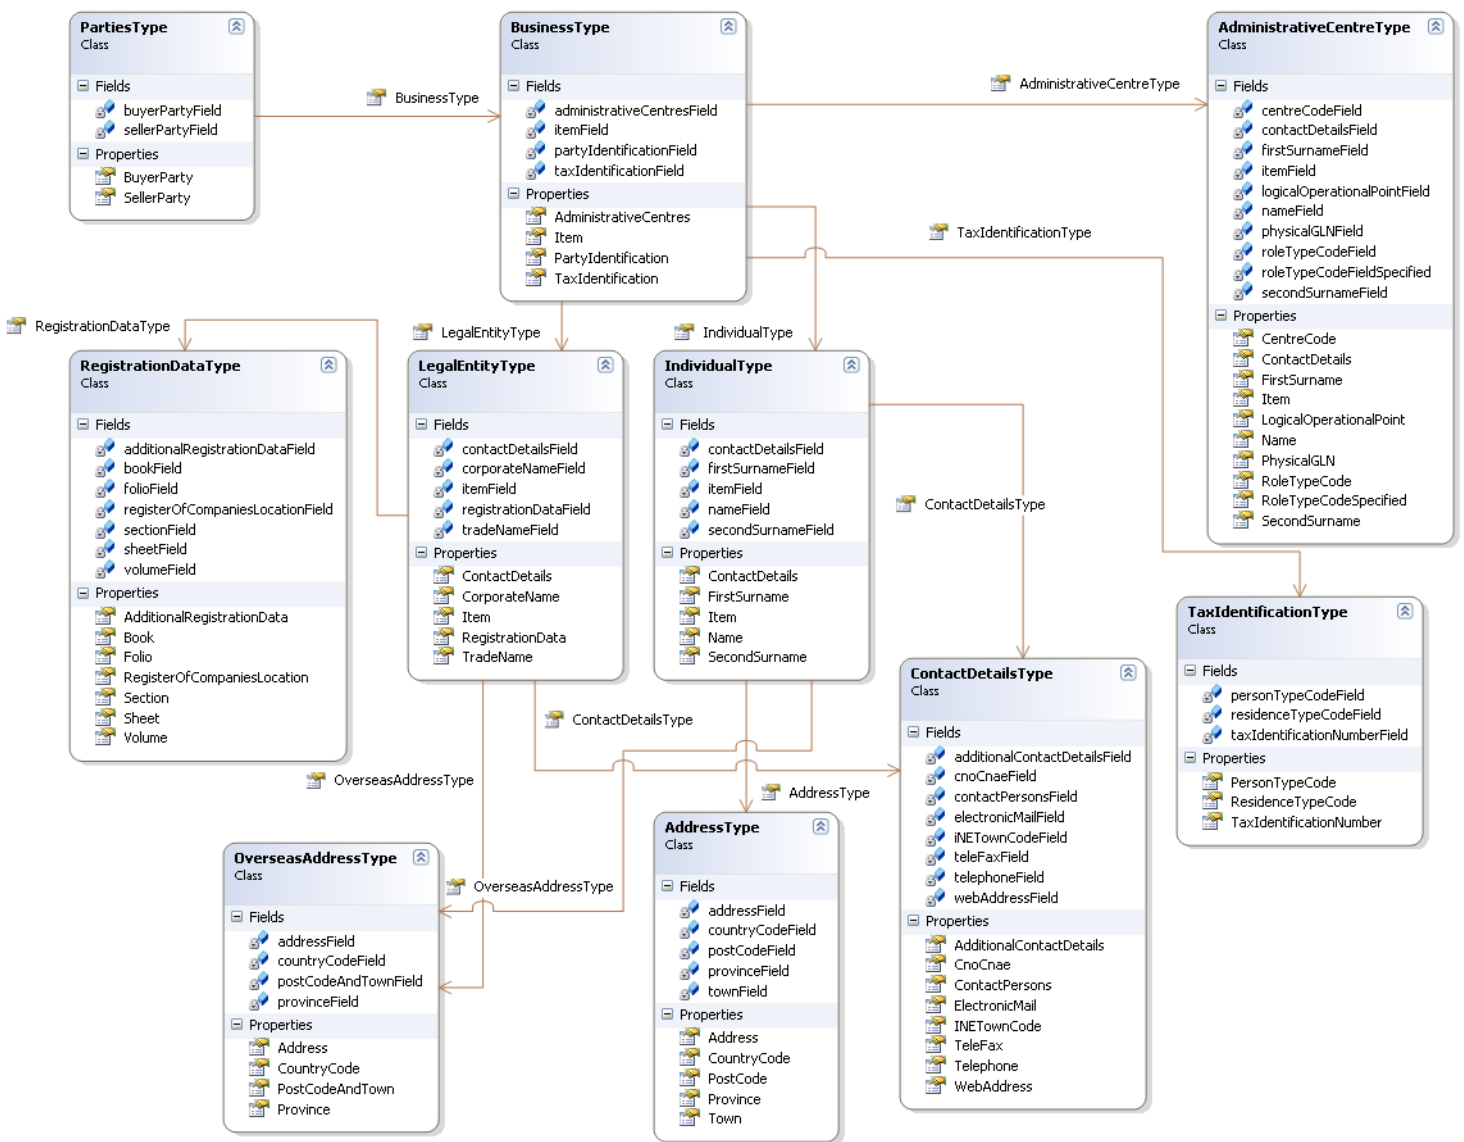 PartiesType
Class
Fields
buyerPartyField
sellerPartyField
Properties
BuyerParty
SellerParty
BusinessType
BusinessType
Class
Fields
administrativeCentresField
itemField
partyIdentificationField
taxIdentificationField
Properties
AdministrativeCentres
Item
PartyIdentification
TaxIdentification
AdministrativeCentreType
AdministrativeCentreType
Class
Fields
centreCodeField
contactDetailsField
firstSurnameField
itemField
logicalOperationalPointField
nameField
physicalGLNField
roleTypeCodeField
roleTypeCodeFieldSpecified
secondSurnameField
Properties
CentreCode
ContactDetails
FirstSurname
Item
LogicalOperationalPoint
Name
PhysicalGLN
RoleTypeCode
RoleTypeCodeSpecified
SecondSurname
TaxIdentificationType
RegistrationDataType
LegalEntityType
IndividualType
RegistrationDataType
Class
Fields
additionalRegistrationDataField
bookField
folioField
registerOfCompaniesLocationField
sectionField
sheetField
volumeField
Properties
AdditionalRegistrationData
Book
Folio
RegisterOfCompaniesLocation
Section
Sheet
Volume
LegalEntityType
Class
Fields
contactDetailsField
corporateNameField
itemField
registrationDataField
tradeNameField
Properties
ContactDetails
CorporateName
Item
RegistrationData
TradeName
IndividualType
Class
Fields
contactDetailsField
firstSurnameField
itemField
nameField
secondSurnameField
Properties
ContactDetails
FirstSurname
Item
Name
SecondSurname
ContactDetailsType
TaxIdentificationType
Class
Fields
personTypeCodeField
residenceTypeCodeField
taxIdentificationNumberField
Properties
PersonTypeCode
ResidenceTypeCode
TaxIdentificationNumber
ContactDetailsType
Class
Fields
additionalContactDetailsField
cnoCnaeField
contactPersonsField
electronicMailField
iNETownCodeField
teleFaxField
telephoneField
webAddressField
Properties
AdditionalContactDetails
CnoCnae
ContactPersons
ElectronicMail
INETownCode
TeleFax
Telephone
WebAddress
ContactDetailsType
OverseasAddressType
AddressType
OverseasAddressType
Class
Fields
addressField
countryCodeField
postCodeAndTownField
provinceField
Properties
Address
CountryCode
PostCodeAndTown
Province
OverseasAddressType
AddressType
Class
Fields
addressField
countryCodeField
postCodeField
provinceField
townField
Properties
Address
CountryCode
PostCode
Province
Town